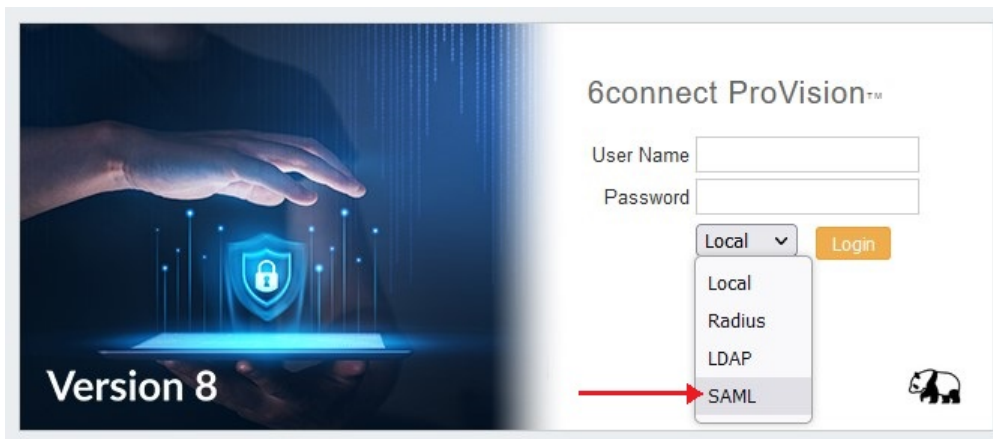 6connect ProVision™
User Name
Password
Local
Login
Local
Radius
LDAP
SAML
Version 8